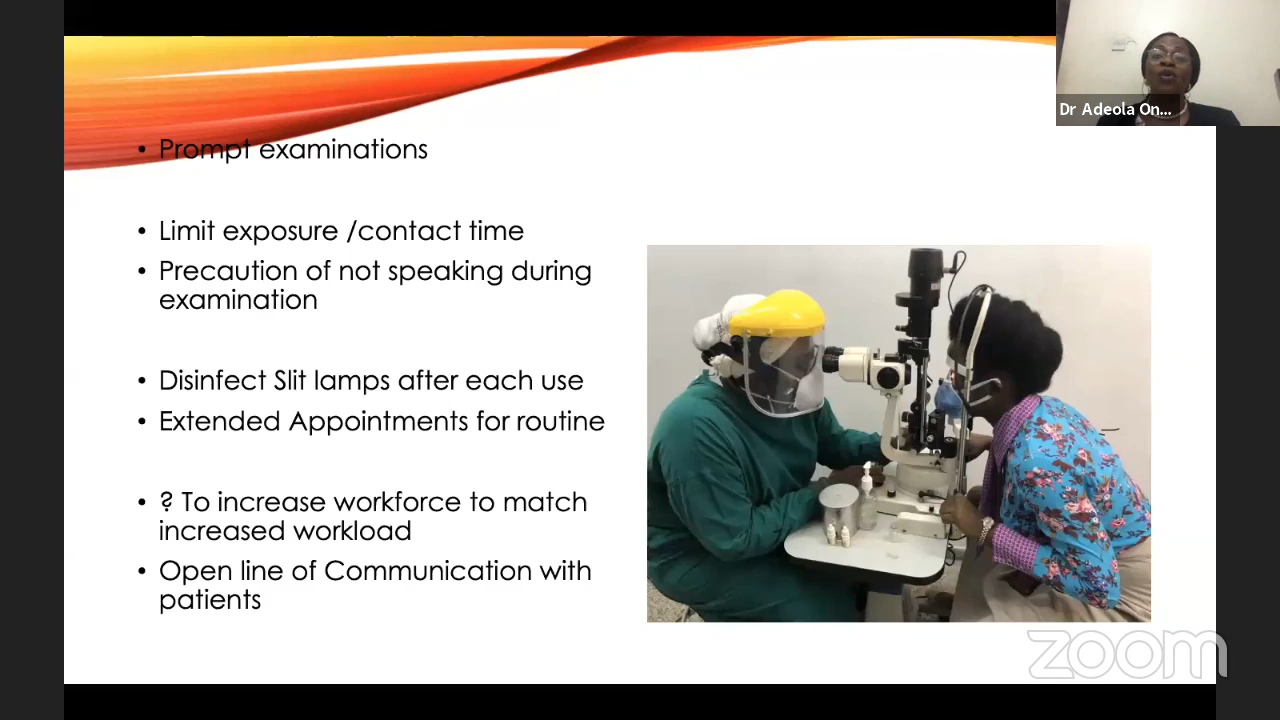 Dr Adeola On...
• Prompt examinations
• Limit exposure /contact time
• Precaution of not speaking during
examination
• Disinfect Slit lamps after each use
• Extended Appointments for routine
• ? To increase workforce to match
increased workload
• Open line of Communication with
patients
zoom